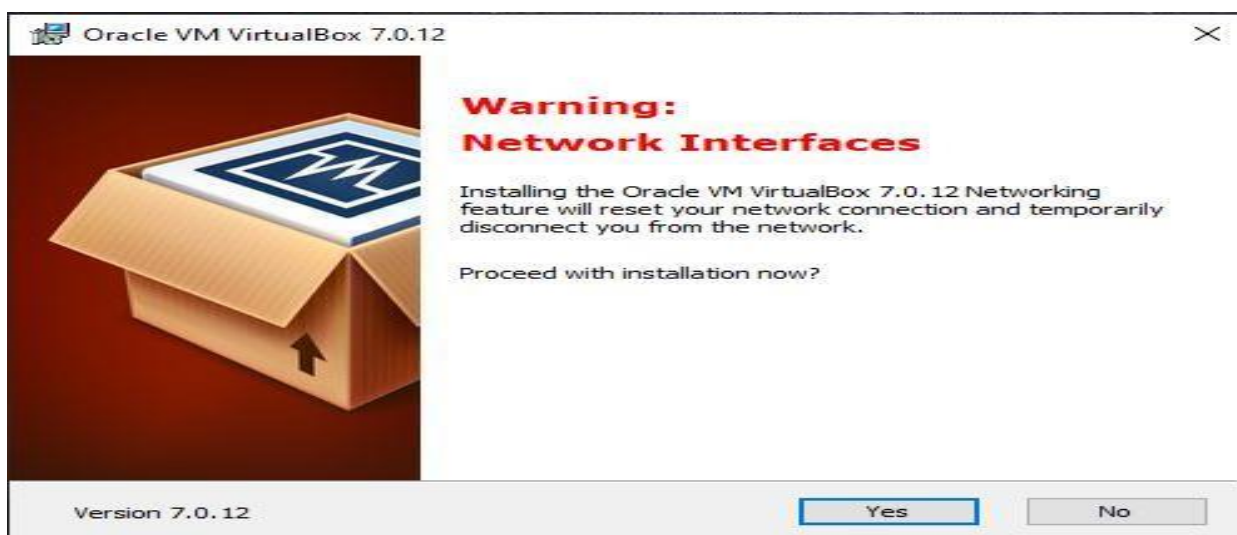 Oracle VM VirtualBox 7.0.12
Warning:
Network Interfaces
Installing the Oracle VM VirtualBox 7.0.12 Networking
feature will reset your network connection and temporarily
disconnect you from the network.
Proceed with installation now?
Version 7.0.12
Yes
No